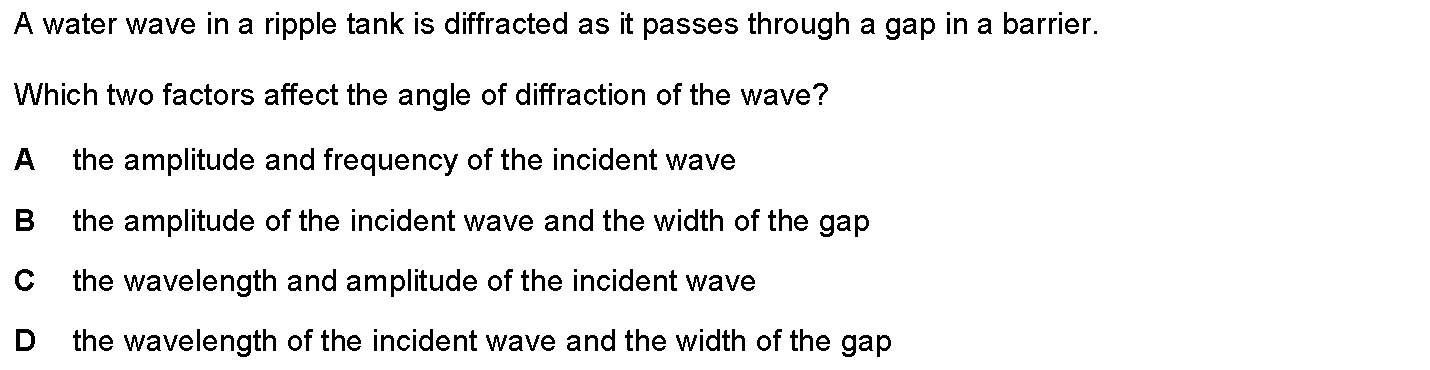 A water wave in a ripple tank is diffracted as it passes through a gap in a barrier.
Which two factors affect the angle of diffraction of the wave?
A the amplitude and frequency of the incident wave
B the amplitude of the incident wave and the width of the gap
C the wavelength and amplitude of the incident wave
D the wavelength of the incident wave and the width of the gap